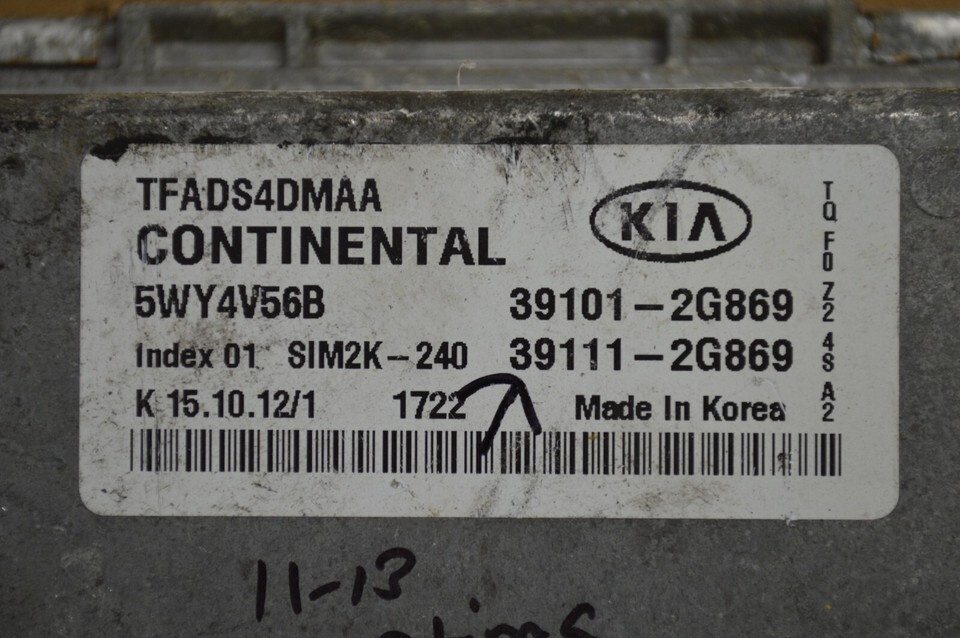 TFADS4DMAA
KIA
CONTINENTAL
5WY4V56B 39101-2G869
Index 01 SIM2K-240 39111-2G869
K 15.10.12/1 1722 Made In Korea
TQ F0 Z2 4S A2
11-13